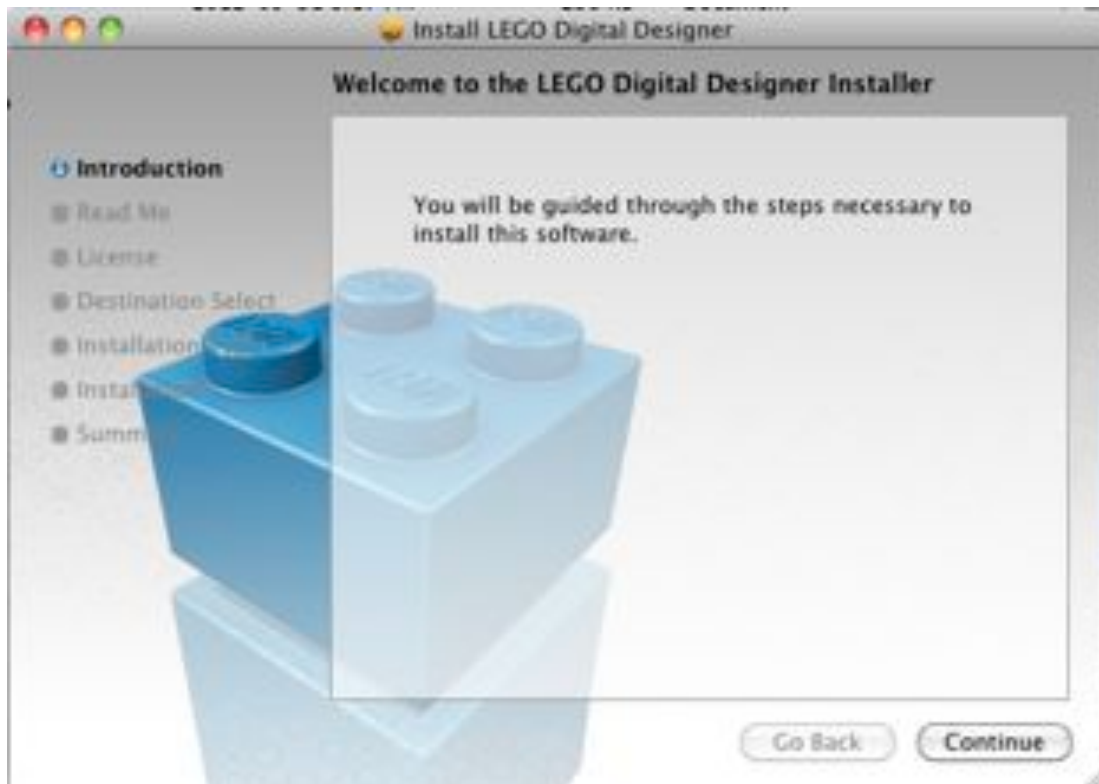 Install LEGO Digital Designer
Welcome to the LEGO Digital Designer Installer
Introduction
Read Me
License
Destination Select
Installation
Summ
You will be guided through the steps necessary to
install this software.
Go Back
Continue